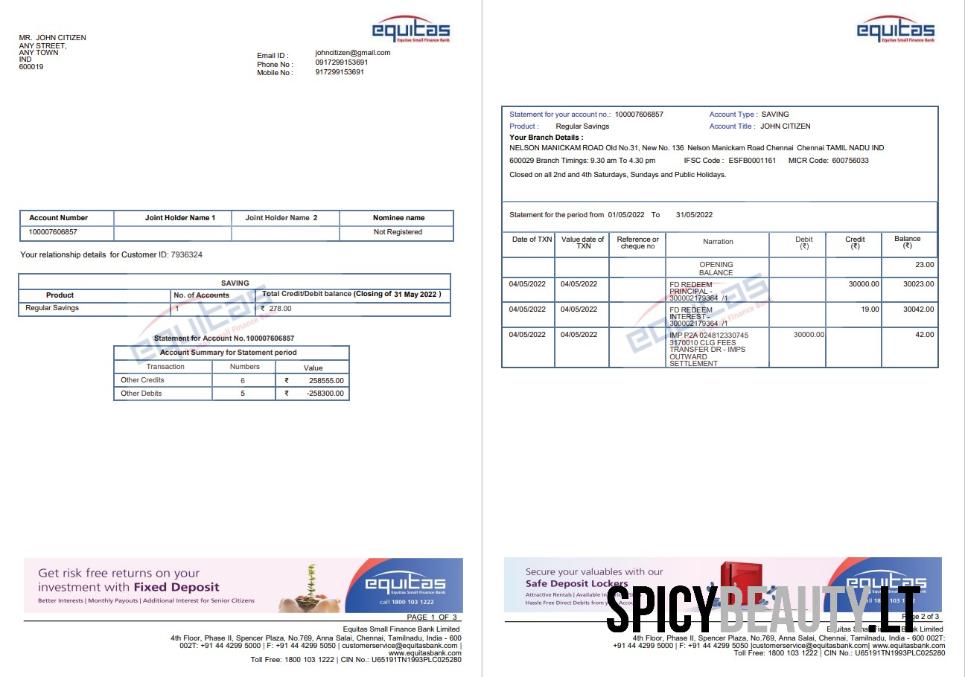 equitas
Equitas Small Finance Bank
MR. JOHN CITIZEN
ANY STREET,
ANY TOWN
IND
600019
Email ID : johncitizen@gmail.com
Phone No : 0917299153691
Mobile No : 917299153691
Account Number Joint Holder Name 1 Joint Holder Name 2 Nominee name
100007606857 Not Registered
Your relationship details for Customer ID: 7936324
SAVING
Product No. of Accounts Total Credit/Debit balance (Closing of 31 May 2022 )
Regular Savings 1 ₹ 278.00
Statement for Account No.100007606857
Account Summary for Statement period
Transaction Numbers Value
Other Credits 6 ₹ 258555.00
Other Debits 5 ₹ -258300.00
Get risk free returns on your
investment with Fixed Deposit
Better Interests | Monthly Payouts | Additional Interest for Senior Citizens
equitas
Equitas Small Finance Bank
call 1800 103 1222
PAGE 1 OF 3
Equitas Small Finance Bank Limited
4th Floor, Phase II, Spencer Plaza, No.769, Anna Salai, Chennai, Tamilnadu, India - 600
002T: +91 44 4299 5000 | F: +91 44 4299 5050 |customerservice@equitasbank.com|
www.equitasbank.com
Toll Free: 1800 103 1222 | CIN No.: U65191TN1993PLC025280
equitas
Equitas Small Finance Bank
Statement for your account no.: 100007606857 Account Type : SAVING
Product : Regular Savings Account Title : JOHN CITIZEN
Your Branch Details :
NELSON MANICKAM ROAD Old No.31, New No. 136 Nelson Manickam Road Chennai Chennai TAMIL NADU IND
600029 Branch Timings: 9.30 am To 4.30 pm IFSC Code : ESFB0001161 MICR Code: 600756033
Closed on all 2nd and 4th Saturdays, Sundays and Public Holidays.
Statement for the period from 01/05/2022 To 31/05/2022
Date of TXN Value date of TXN Reference or cheque no Narration Debit (₹) Credit (₹) Balance (₹)
OPENING BALANCE 23.00
04/05/2022 04/05/2022 FD REDEEM 30000.00 30023.00
PRINCIPAL -
300002179364 /1
04/05/2022 04/05/2022 FD REDEEM 19.00 30042.00
INTEREST -
300002179364 /1
04/05/2022 04/05/2022 IMP P2A 024812330745 30000.00 42.00
3170010 CLG FEES
TRANSFER DR - IMPS
OUTWARD
SETTLEMENT
Secure your valuables with our
Safe Deposit Lockers
Attractive Rentals | Available
Hassle Free Direct Debits from
equitas
SPICYBEAUTY.LT
Page 2 of 3
4th Floor, Phase II, Spencer Plaza, No.769, Anna Salai, Chennai, Tamilnadu, India - 600 002T:
+91 44 4299 5000 | F: +91 44 4299 5050 |customerservice@equitasbank.com| www.equitasbank.com
Toll Free: 1800 103 1222 | CIN No.: U65191TN1993PLC025280